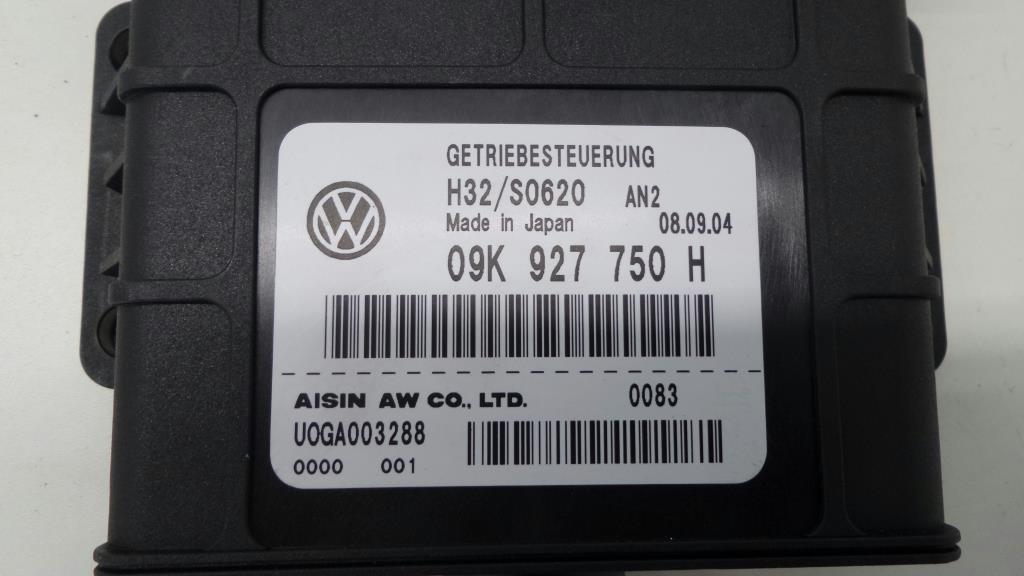 GETRIEBESTEUERUNG
H32/S0620 AN2
Made in Japan 08.09.04
09K 927 750 H
AISIN AW CO., LTD. 0083
UOGA003288
0000 001